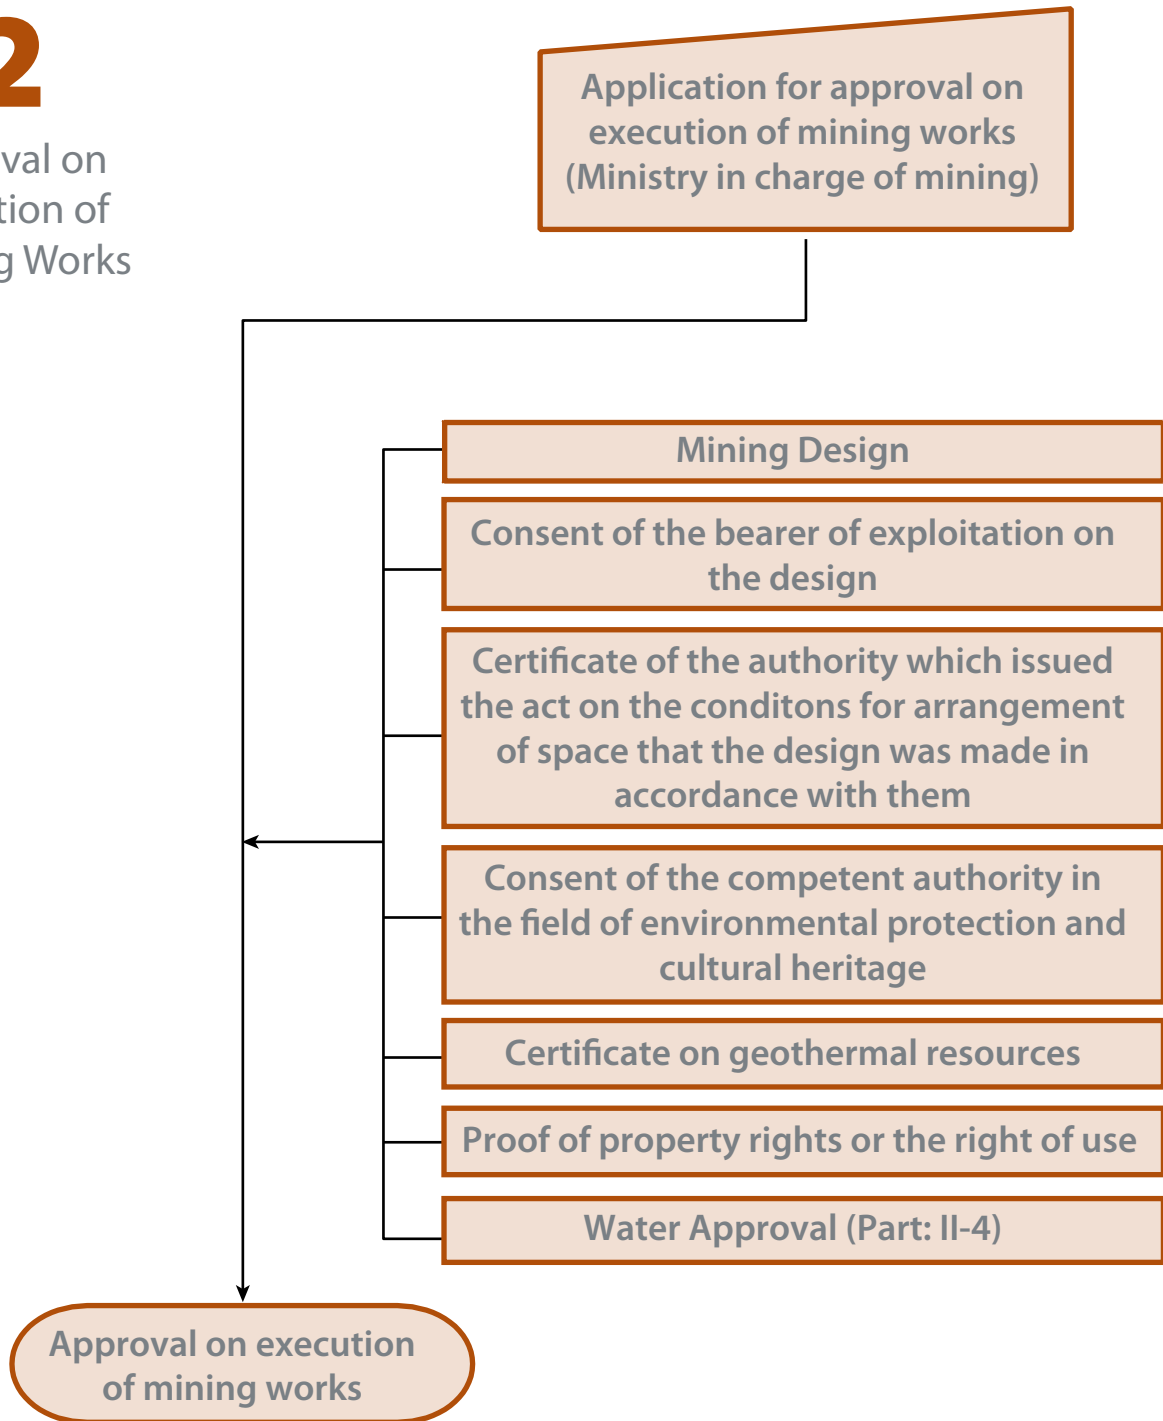 2
val on
tion of
g Works
Application for approval on
execution of mining works
(Ministry in charge of mining)
Mining Design
Consent of the bearer of exploitation on
the design
Certificate of the authority which issued
the act on the conditons for arrangement
of space that the design was made in
accordance with them
Consent of the competent authority in
the field of environmental protection and
cultural heritage
Certificate on geothermal resources
Proof of property rights or the right of use
Water Approval (Part: II-4)
Approval on execution
of mining works